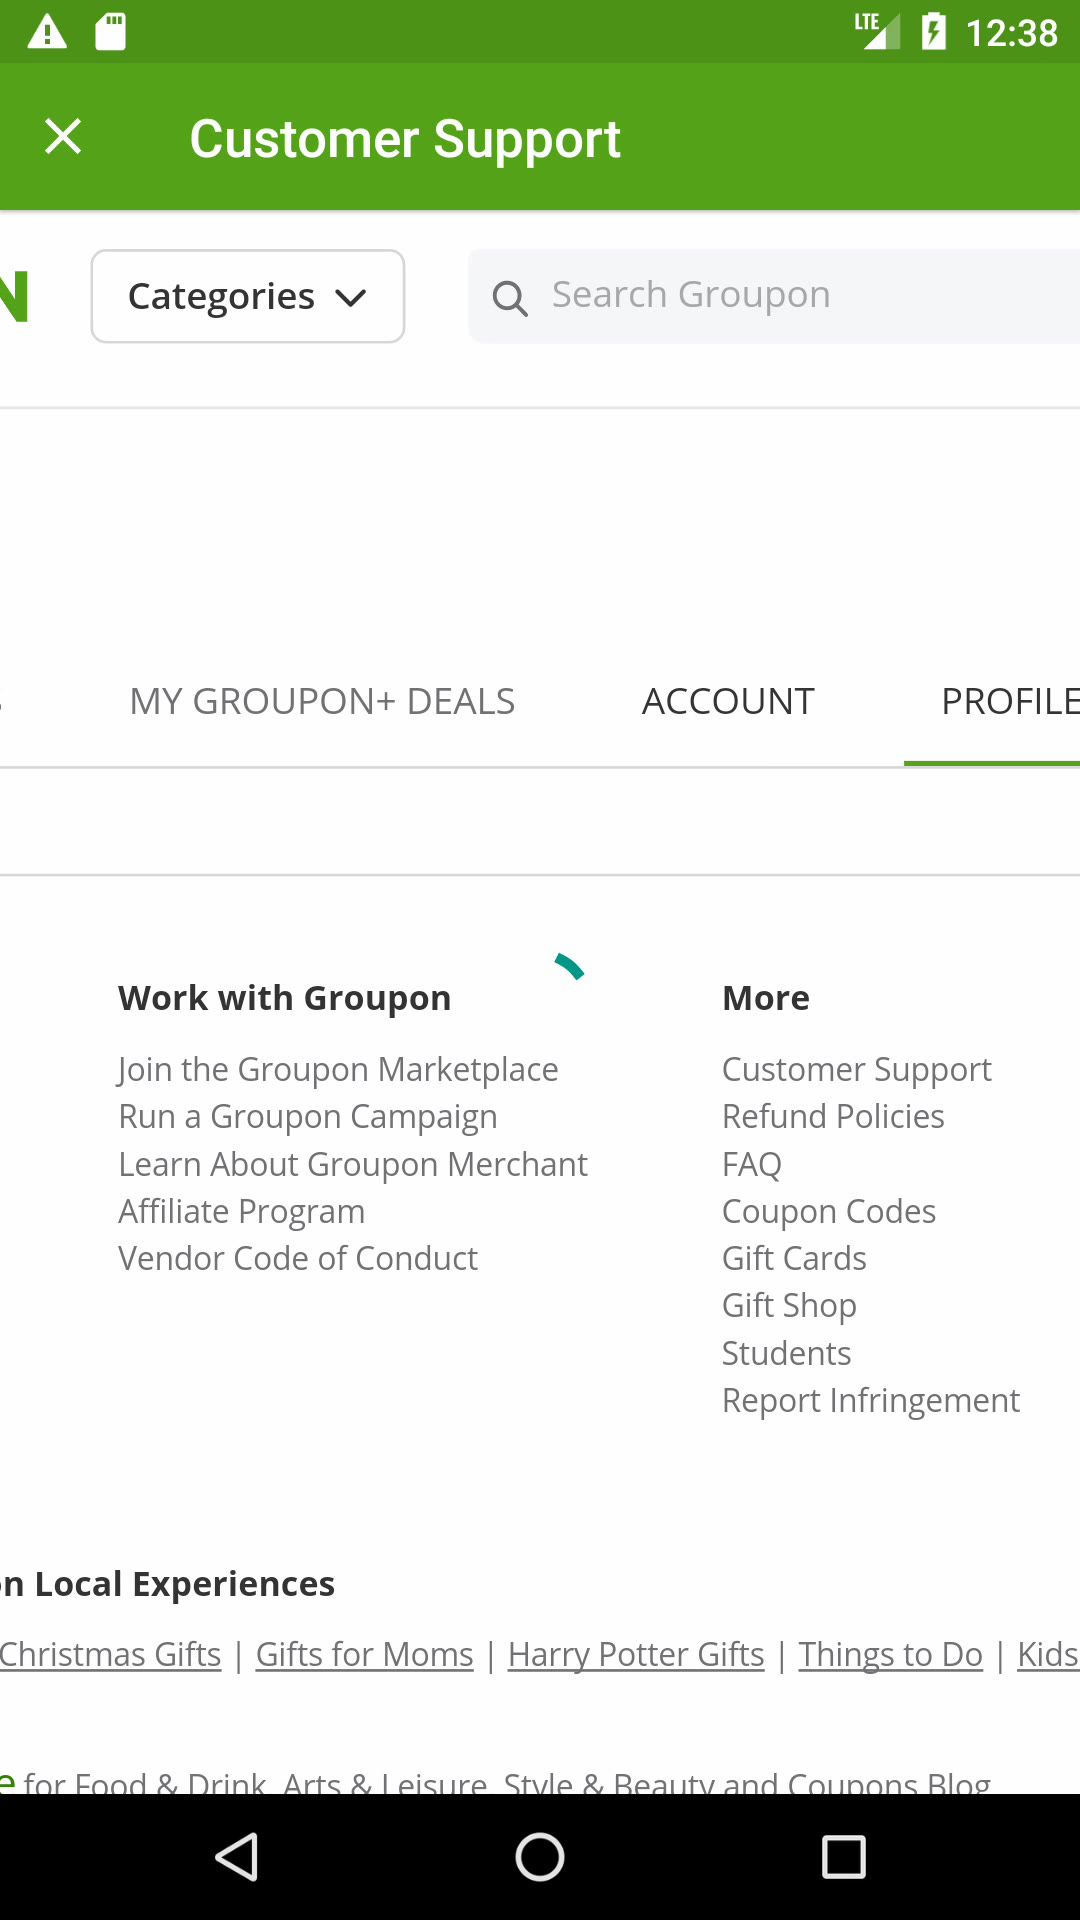 LTE 12:38
Customer Support
N Categories Search Groupon
MY GROUPON+ DEALS ACCOUNT PROFILE
Work with Groupon
Join the Groupon Marketplace
Run a Groupon Campaign
Learn About Groupon Merchant
Affiliate Program
Vendor Code of Conduct
More
Customer Support
Refund Policies
FAQ
Coupon Codes
Gift Cards
Gift Shop
Students
Report Infringement
on Local Experiences
Christmas Gifts | Gifts for Moms | Harry Potter Gifts | Things to Do | Kids
e for Food & Drink, Arts & Leisure, Style & Beauty and Coupons Blog